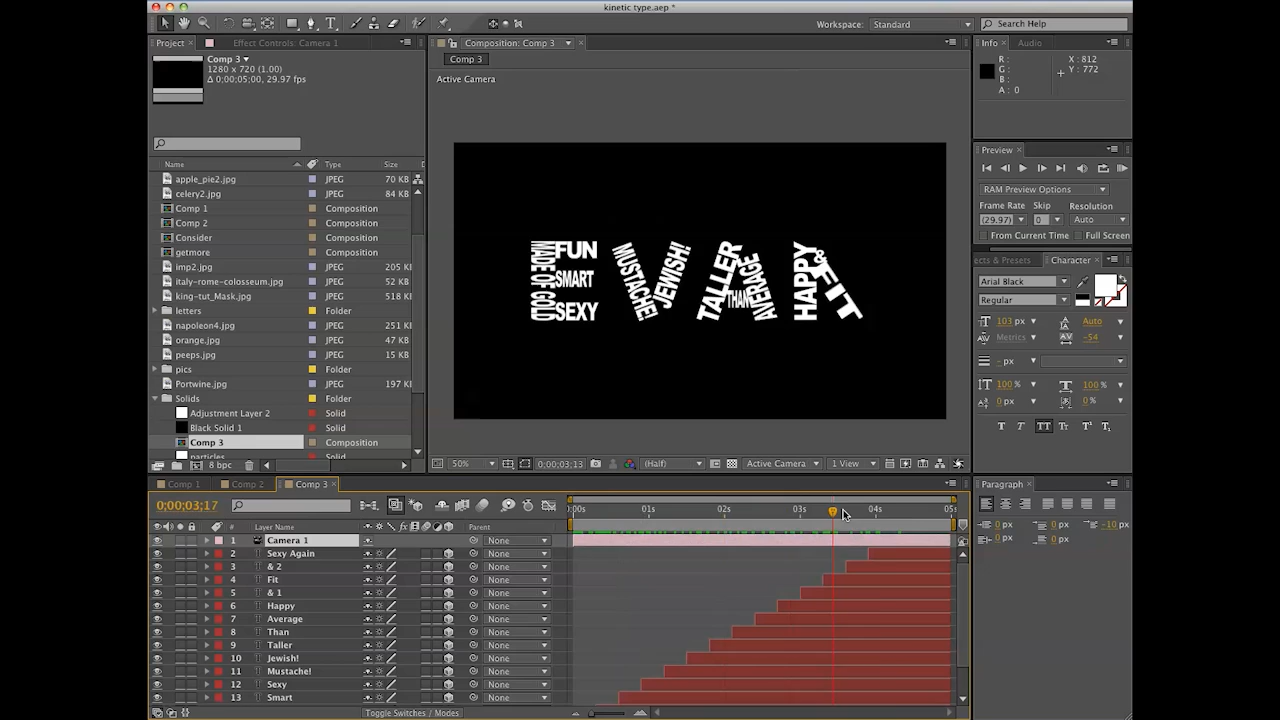 kinetic type.aep *
Workspace: Standard
Search Help
Project
Effect Controls: Camera 1
Composition: Comp 3
Info
Audio
Comp 3
1280 x 720 (1.00)
Δ 0;00;05;00, 29.97 fps
Comp 3
Active Camera
R :
G :
B :
A : 0
X : 812
Y : 772
Name
Type
Size
apple_pie2.jpg JPEG 70 KB
celery2.jpg JPEG 84 KB
Comp 1 Composition
Comp 2 Composition
Consider Composition
getmore Composition
imp2.jpg JPEG 205 K
italy-rome-colosseum.jpg JPEG 52 K
king-tut_Mask.jpg JPEG 518 K
letters Folder
napoleon4.jpg JPEG 251 K
orange.jpg JPEG 47 K
peeps.jpg JPEG 15 K
pics Folder
Portwine.jpg JPEG 197 K
Solids Folder
Adjustment Layer 2 Solid
Black Solid 1 Solid
Comp 3 Composition
particles Solid
8 bpc
MADE OF GOLD
FUN
SMART
SEXY
MUSTACHE!
JEWISH!
TALLER
THAN
AVERAGE
HAPPY
&
FIT
50%
0;00;03;13
(Half)
Active Camera
1 View
Preview
RAM Preview Options
Frame Rate Skip Resolution
(29.97) 0 Auto
From Current Time Full Screen
cts & Presets
Character
Arial Black
Regular
103 px Auto
Metrics -54
- px
100% 100%
0 px 0 %
T T TT Tr T¹ T₁
Comp 1
Comp 2
Comp 3
Paragraph
0;00;03;17
0 px 0 px -10 px
0 px 0 px
):00s 01s 02s 03s 04s 05s
# Layer Name Parent
1 Camera 1 None
2 Sexy Again None
3 & 2 None
4 Fit None
5 & 1 None
6 Happy None
7 Average None
8 Than None
9 Taller None
10 Jewish! None
11 Mustache! None
12 Sexy None
13 Smart None
Toggle Switches / Modes